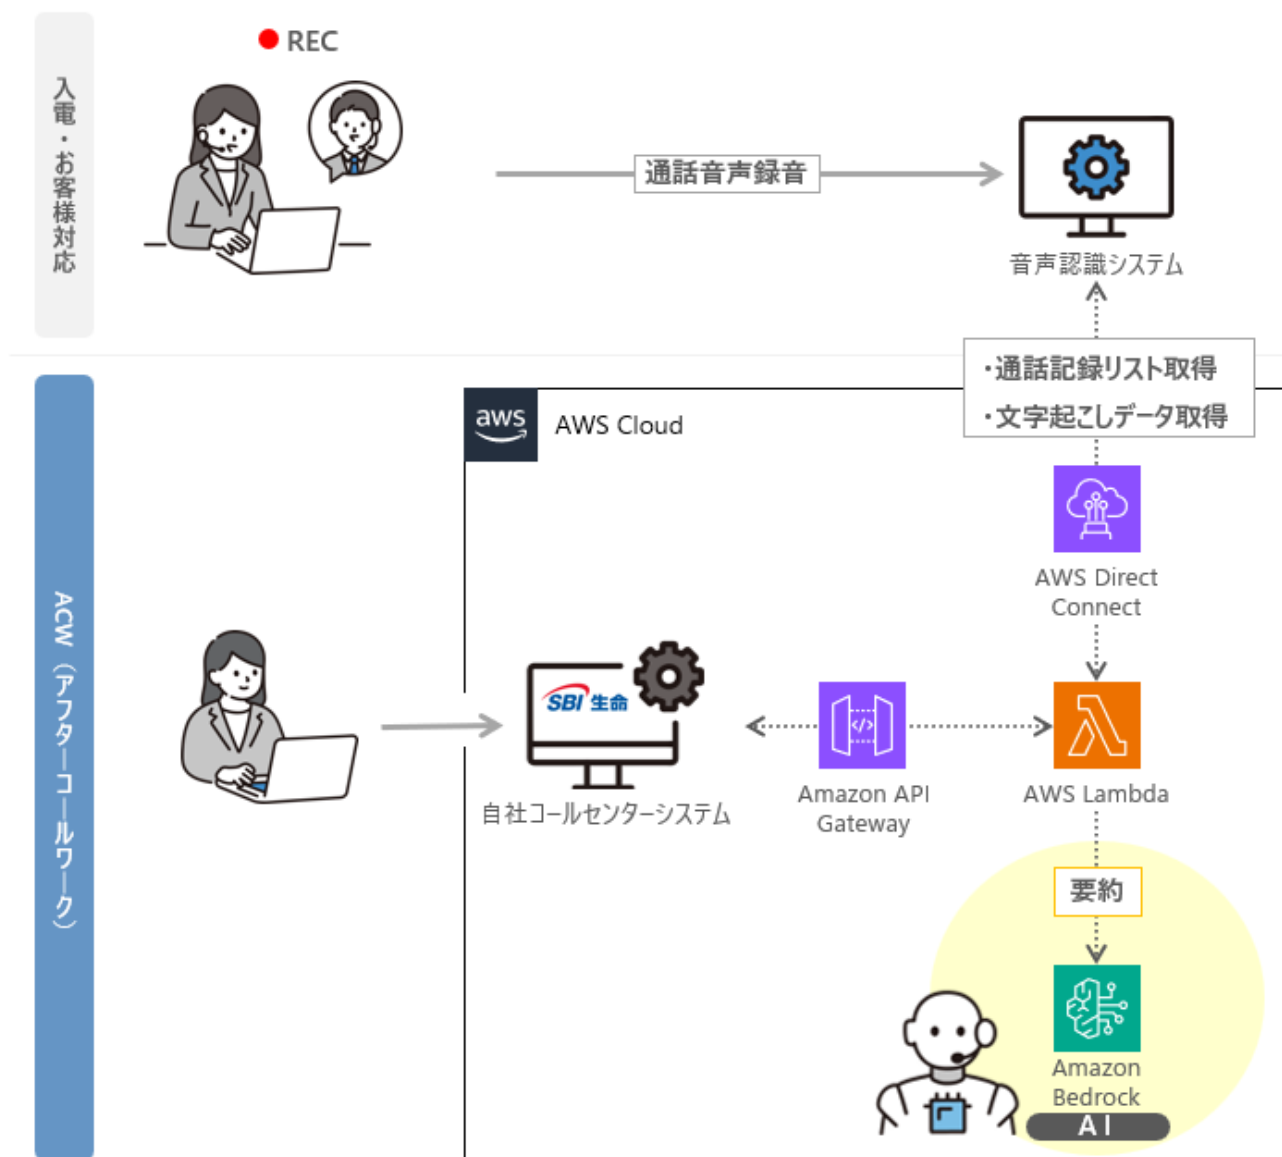 REC
入電・お客様対応
通話音声録音
音声認識システム
・通話記録リスト取得
・文字起こしデータ取得
aws
AWS Cloud
AWS Direct
Connect
ACW（アフターコールワーク）
SBI 生命
自社コールセンターシステム
</>
Amazon API
Gateway
AWS Lambda
要約
Amazon
Bedrock
AI